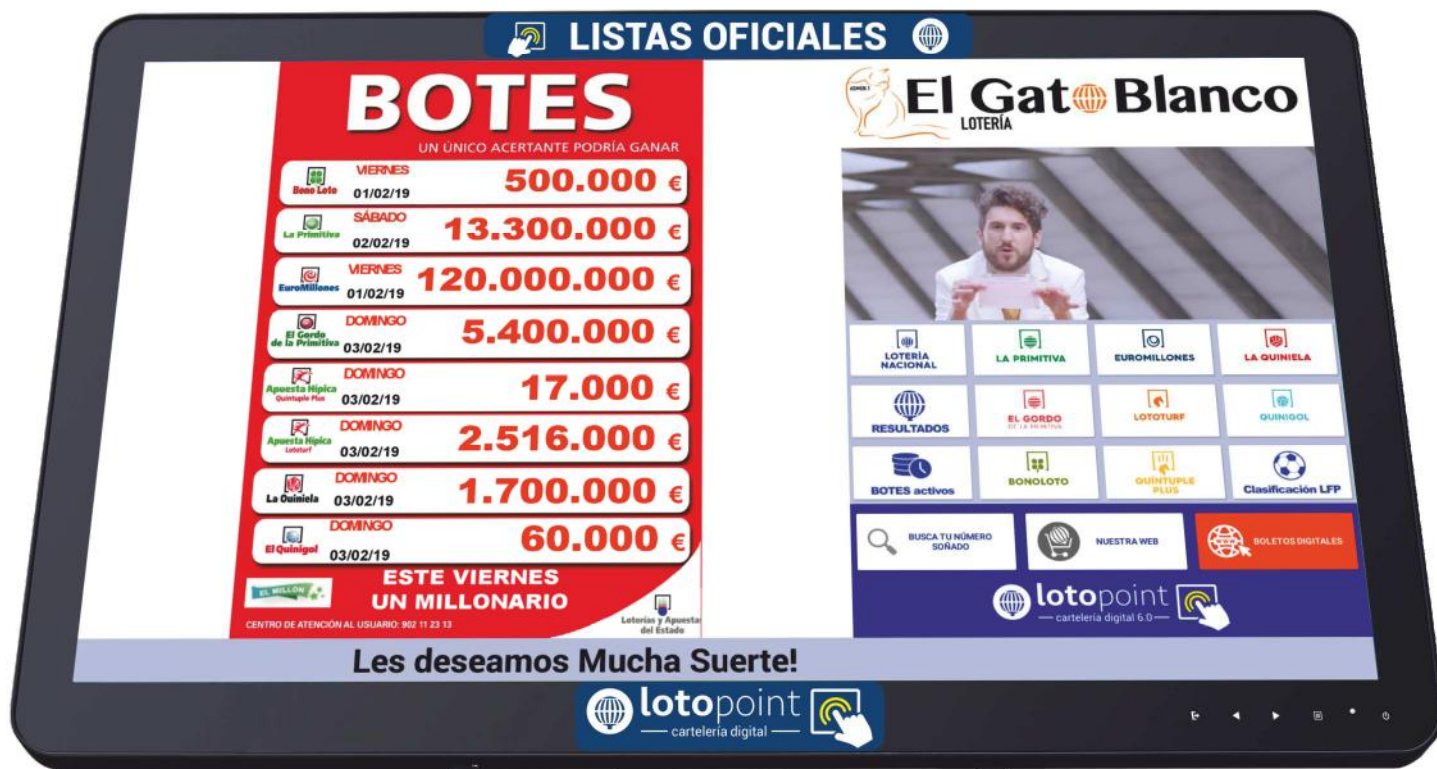 LISTAS OFICIALES
BOTES
UN ÚNICO ACERTANTE PODRÍA GANAR
Bono Loto VIERNES 01/02/19 500.000 €
La Primitiva SÁBADO 02/02/19 13.300.000 €
EuroMillones VIERNES 01/02/19 120.000.000 €
El Gordo de la Primitiva DOMINGO 03/02/19 5.400.000 €
Apuesta Hípica Quintuple Plus DOMINGO 03/02/19 17.000 €
Apuesta Hípica Lototurf DOMINGO 03/02/19 2.516.000 €
La Quiniela DOMINGO 03/02/19 1.700.000 €
El Quinigol DOMINGO 03/02/19 60.000 €
EL MILLÓN
ESTE VIERNES
UN MILLONARIO
CENTRO DE ATENCIÓN AL USUARIO: 902 11 23 13
Loterías y Apuestas
del Estado
El Gato Blanco
LOTERÍA
LOTERÍA
NACIONAL
LA PRIMITIVA
EUROMILLONES
LA QUINIELA
RESULTADOS
EL GORDO
DE LA PRIMITIVA
LOTOTURF
QUINIGOL
BOTES activos
BONOLOTO
QUÍNTUPLE
PLUS
Clasificación LFP
BUSCA TU NÚMERO
SOÑADO
NUESTRA WEB
BOLETOS DIGITALES
lotopoint
cartelería digital 6.0
Les deseamos Mucha Suerte!
lotopoint
cartelería digital